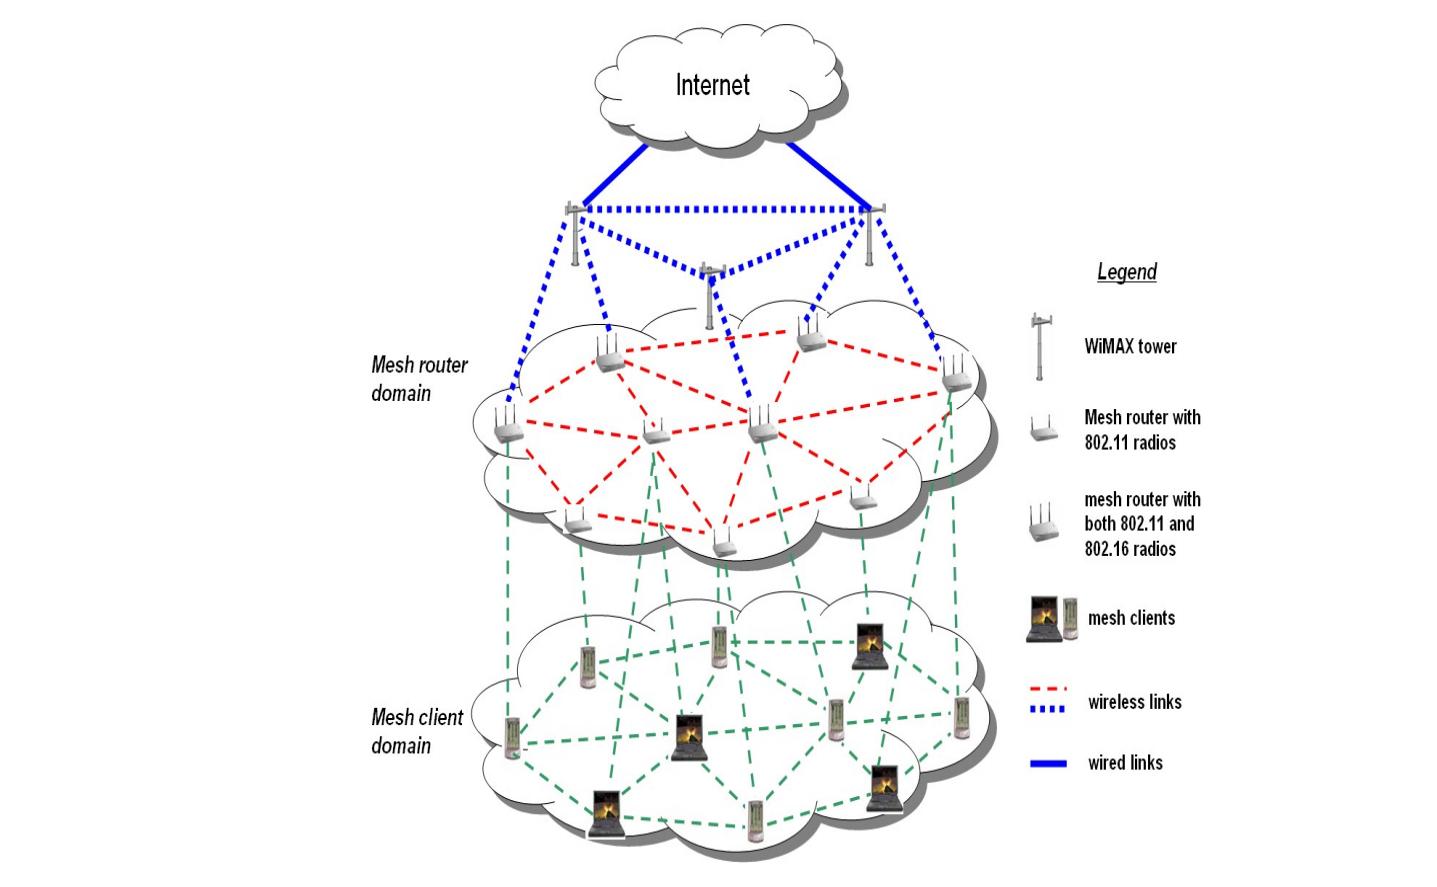 Internet
Legend
WiMAX tower
Mesh router
domain
Mesh router with
802.11 radios
mesh router with
both 802.11 and
802.16 radios
mesh clients
Mesh client
domain
wireless links
wired links